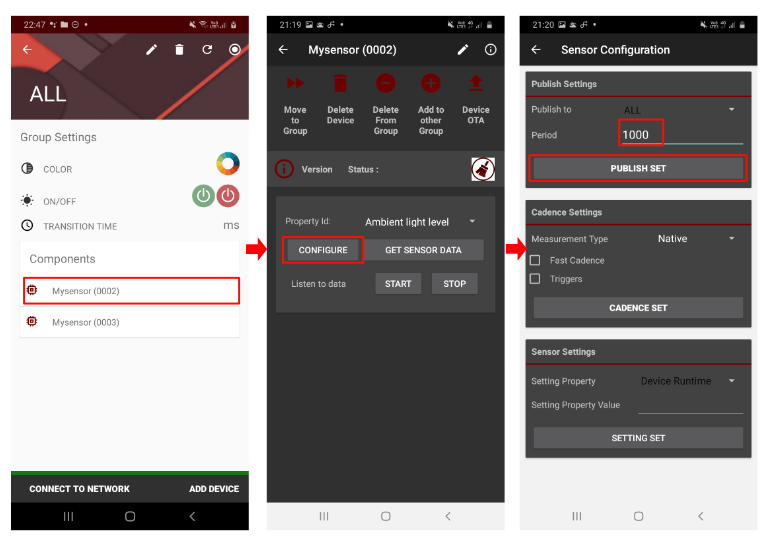 22:47
ALL
Group Settings
COLOR
ON/OFF
TRANSITION TIME ms
Components
Mysensor (0002)
Mysensor (0003)
CONNECT TO NETWORK ADD DEVICE
21:19
Mysensor (0002)
Move to Group
Delete Device
Delete From Group
Add to other Group
Device OTA
Version Status :
Property Id: Ambient light level
CONFIGURE GET SENSOR DATA
Listen to data START STOP
21:20
Sensor Configuration
Publish Settings
Publish to ALL
Period 1000
PUBLISH SET
Cadence Settings
Measurement Type Native
Fast Cadence
Triggers
CADENCE SET
Sensor Settings
Setting Property Device Runtime
Setting Property Value
SETTING SET